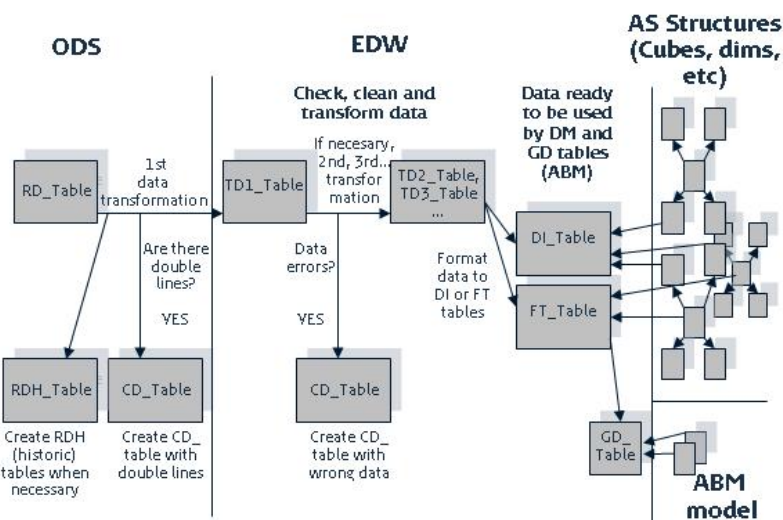 ODS
EDW
AS Structures
(Cubes, dims,
etc)
Check, clean and
transform data
Data ready
to be used
by DM and
GD tables
(ABM)
RD_Table
1st
data
transformation
TD1_Table
If necesary,
2nd, 3rd...
transfor
mation
TD2_Table,
TD3_Table
...
DI_Table
Are there
double
lines?
YES
Data
errors?
YES
Format
data to
DI or FT
tables
FT_Table
RDH_Table
CD_Table
CD_Table
Create RDH
(historic)
tables when
necessary
Create CD_
table with
double lines
Create CD_
table with
wrong data
GD_
Table
ABM
model